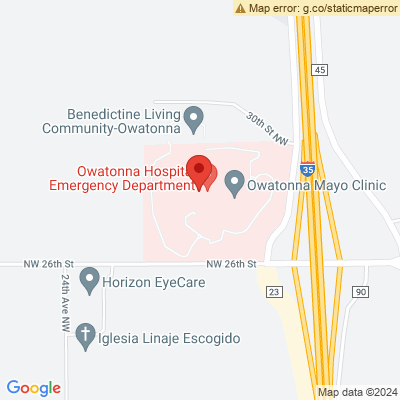 Map error: g.co/staticmaperror
45
30th St NW
Benedictine Living
Community-Owatonna
35
Owatonna Hospital
Emergency Department
Owatonna Mayo Clinic
NW 26th St
NW 26th St
24th Ave NW
Horizon EyeCare
23
90
Iglesia Linaje Escogido
Google
Map data ©2024